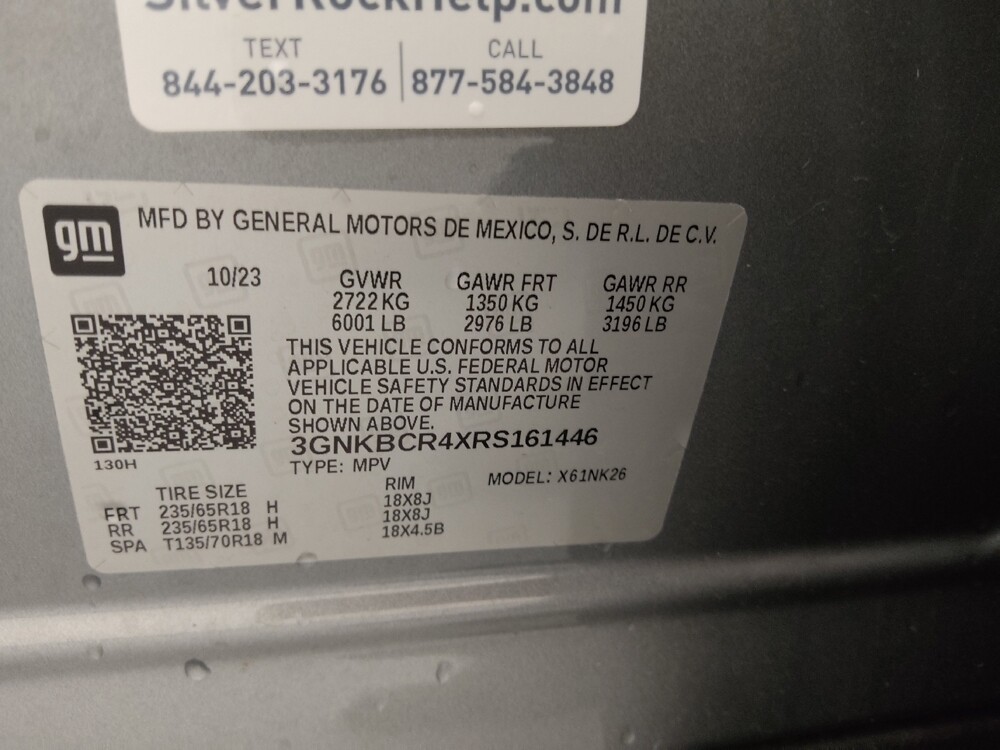 SilverRockHelp.com
TEXT
844-203-3176
CALL
877-584-3848
gm
MFD BY GENERAL MOTORS DE MEXICO, S. DE R.L. DE C.V.
10/23
GVWR GAWR FRT GAWR RR
2722 KG 1350 KG 1450 KG
6001 LB 2976 LB 3196 LB
THIS VEHICLE CONFORMS TO ALL
APPLICABLE U.S. FEDERAL MOTOR
VEHICLE SAFETY STANDARDS IN EFFECT
ON THE DATE OF MANUFACTURE
SHOWN ABOVE.
3GNKBCR4XRS161446
130H
TYPE: MPV MODEL: X61NK26
TIRE SIZE RIM
FRT 235/65R18 H 18X8J
RR 235/65R18 H 18X8J
SPA T135/70R18 M 18X4.5B